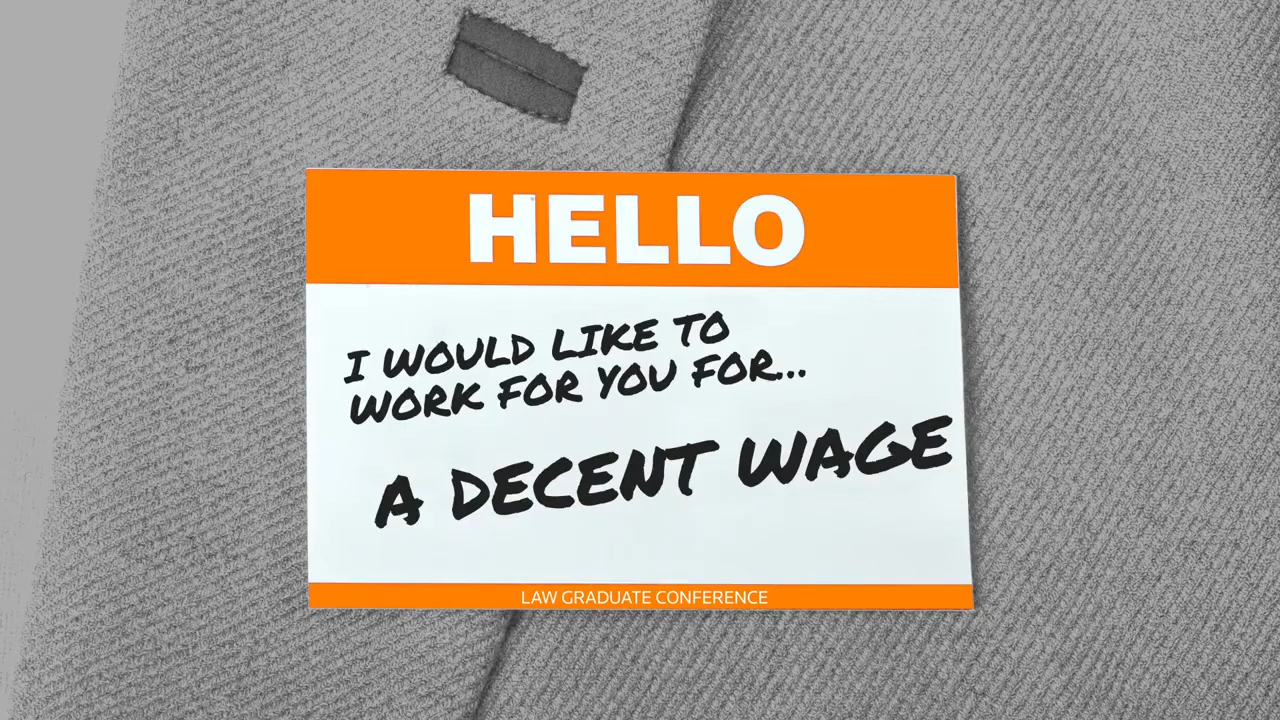 HELLO
I WOULD LIKE TO
WORK FOR YOU FOR...
A DECENT WAGE
LAW GRADUATE CONFERENCE